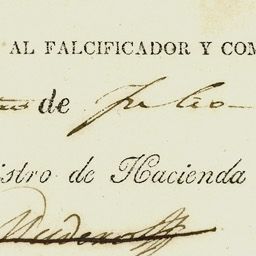 AL FALCIFICADOR Y COM
de Julio
istro de Hacienda